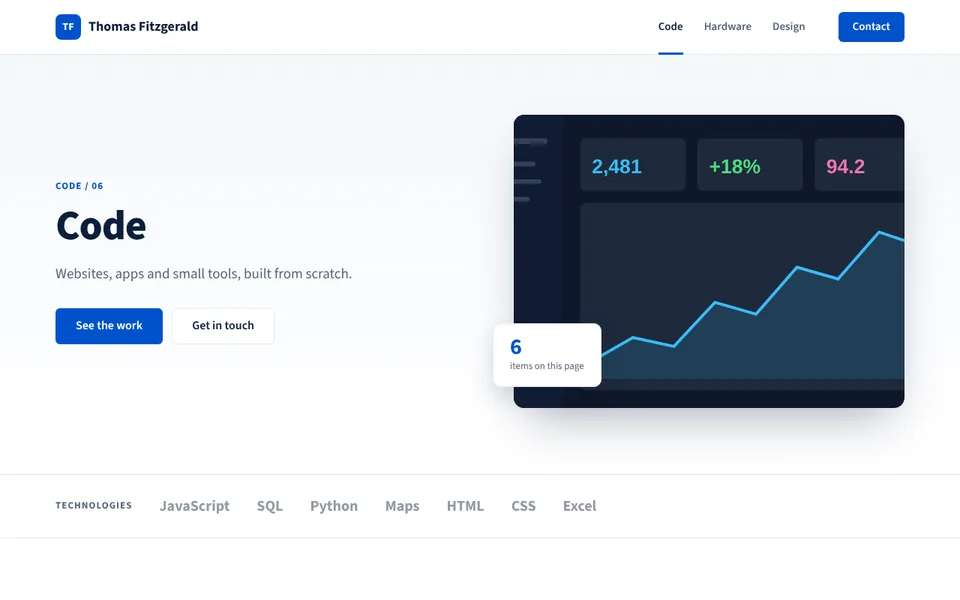 TF Thomas Fitzgerald Code Hardware Design Contact
CODE / 06
Code
Websites, apps and small tools, built from scratch.
See the work Get in touch
2,481 +18% 94.2
6
items on this page
TECHNOLOGIES JavaScript SQL Python Maps HTML CSS Excel